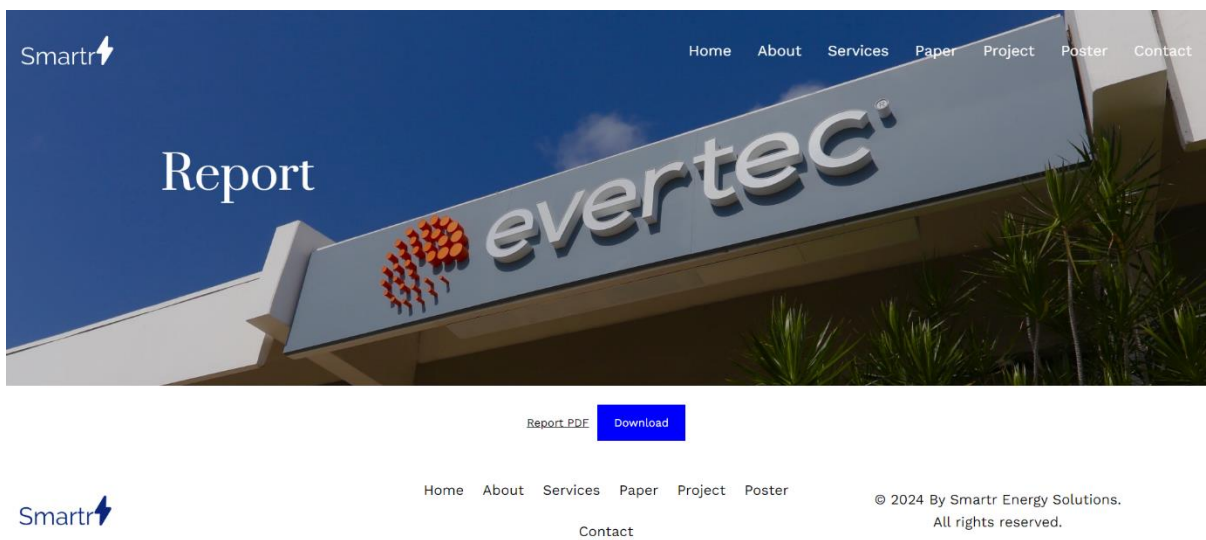 Smartr
Home About Services Paper Project Poster Contact
Report
evertec®
Report PDF Download
Smartr
Home About Services Paper Project Poster
Contact
© 2024 By Smartr Energy Solutions.
All rights reserved.